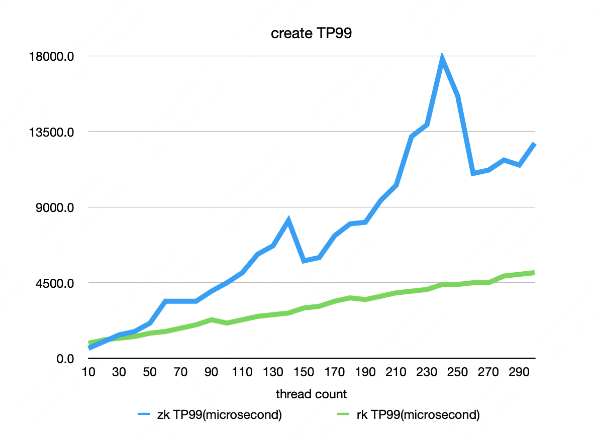 create TP99
18000.0
13500.0
9000.0
4500.0
0.0
10 30 50 70 90 110 130 150 170 190 210 230 250 270 290
thread count
zk TP99(microsecond) rk TP99(microsecond)